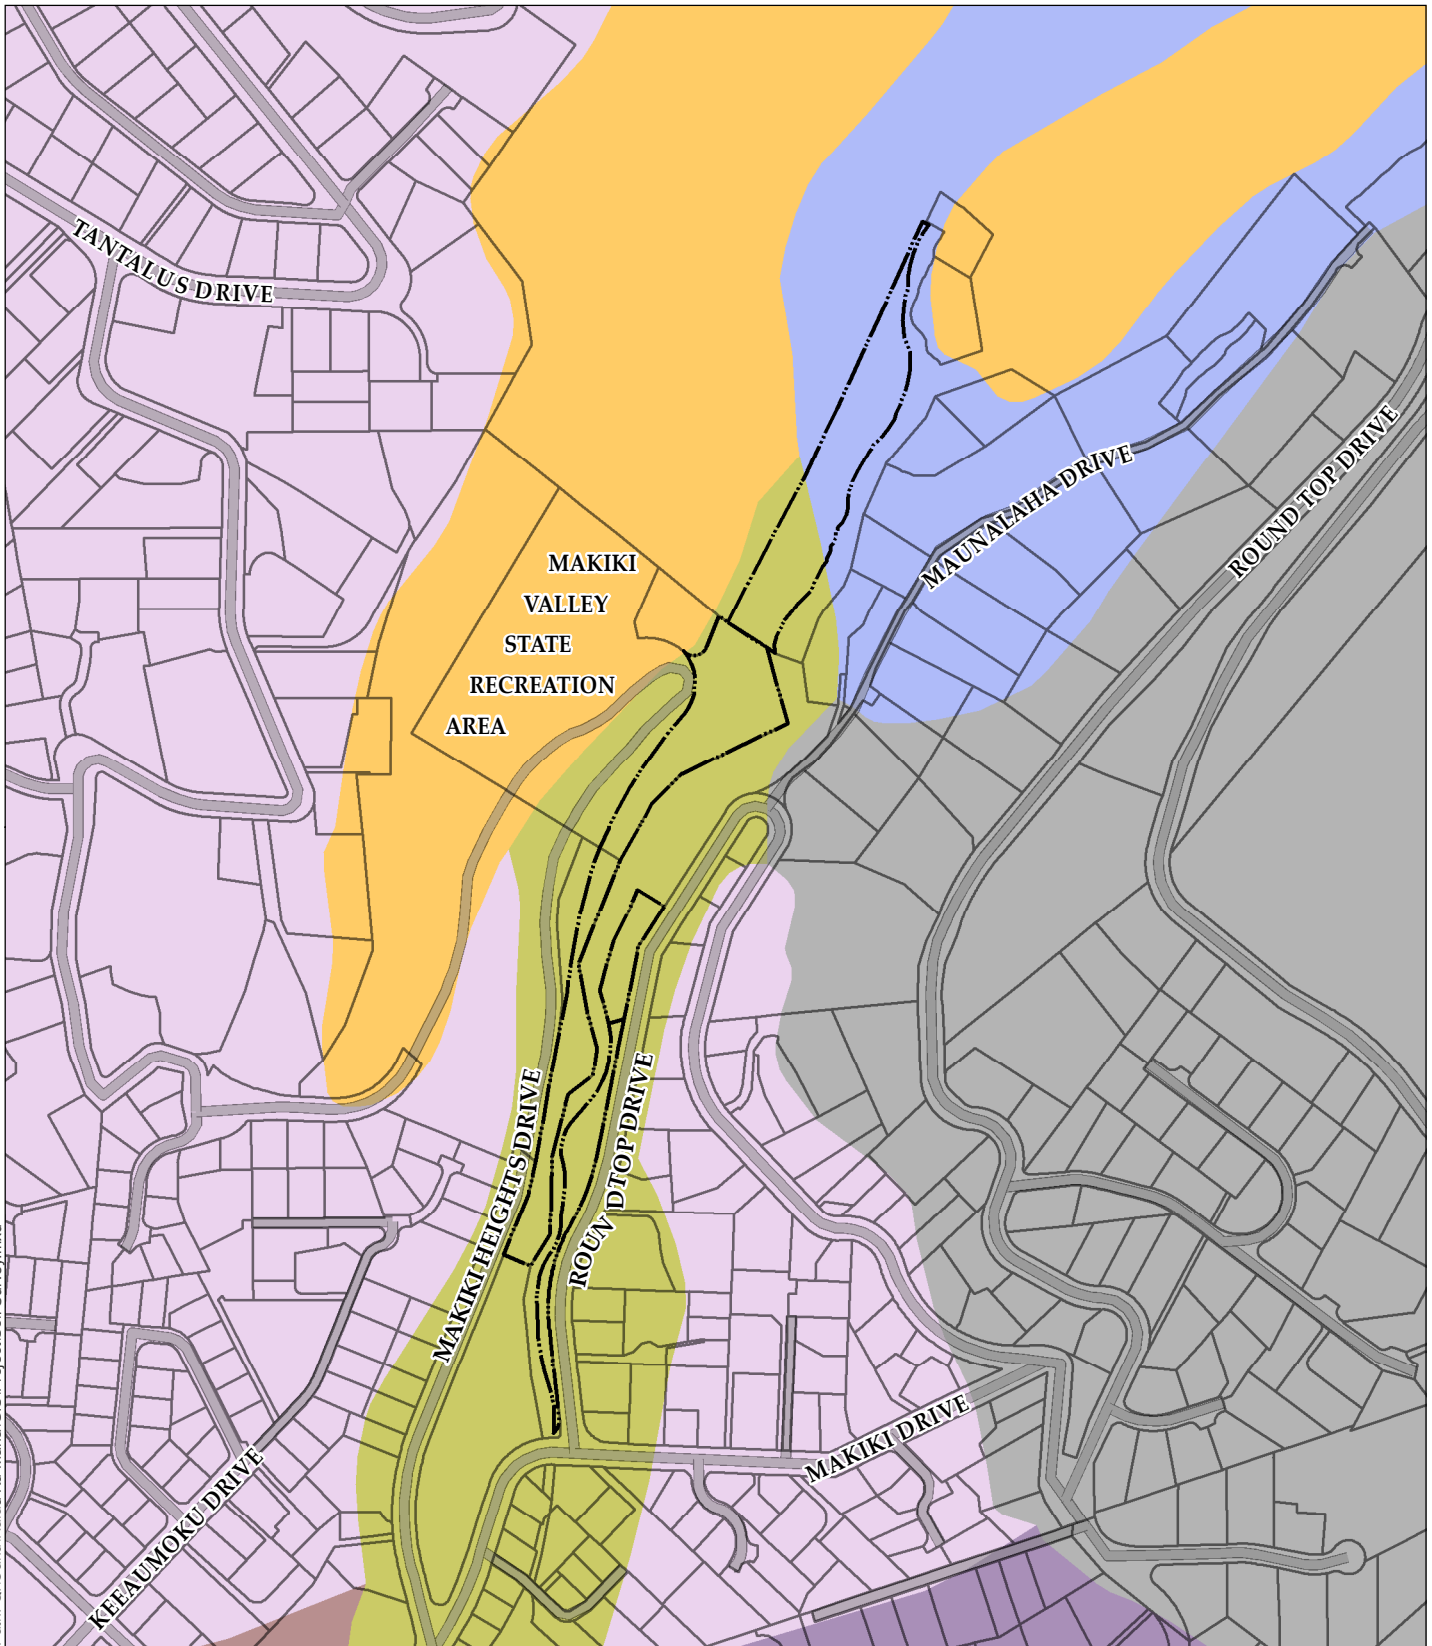 TANTALUS DRIVE
ROUND TOP DRIVE
MAUNALAHA DRIVE
MAKIKI
VALLEY
STATE
RECREATION
AREA
MAKIKI HEIGHTS DRIVE
ROUN DTOP DRIVE
MAKIKI DRIVE
KEEAUMOKU DRIVE